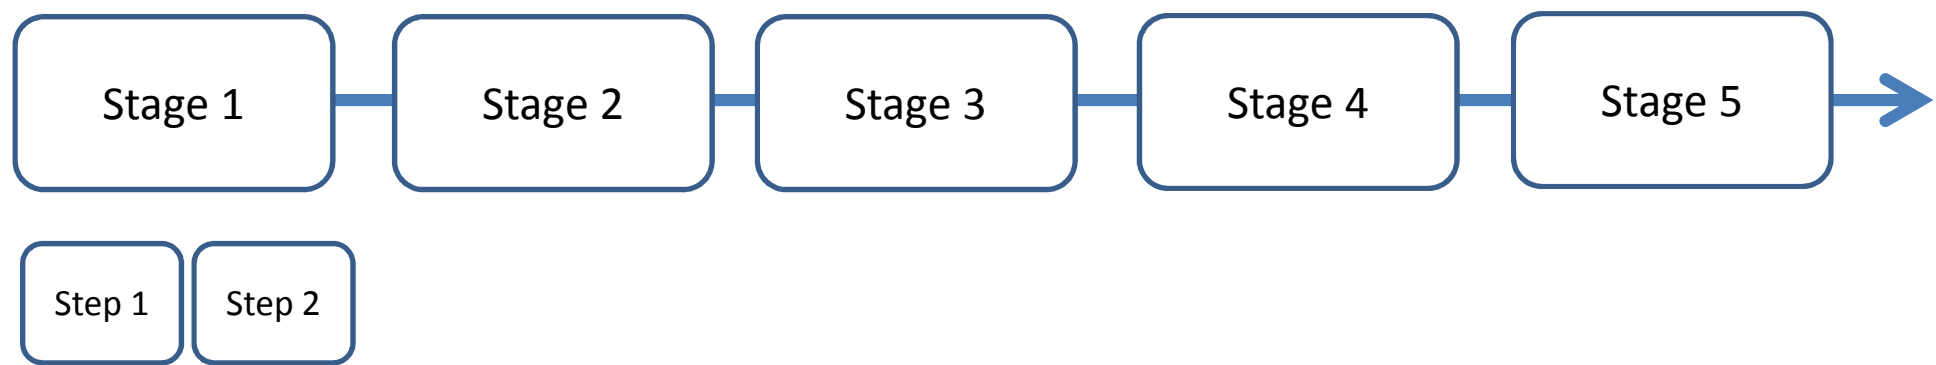 Stage 1 Stage 2 Stage 3 Stage 4 Stage 5
Step 1 Step 2